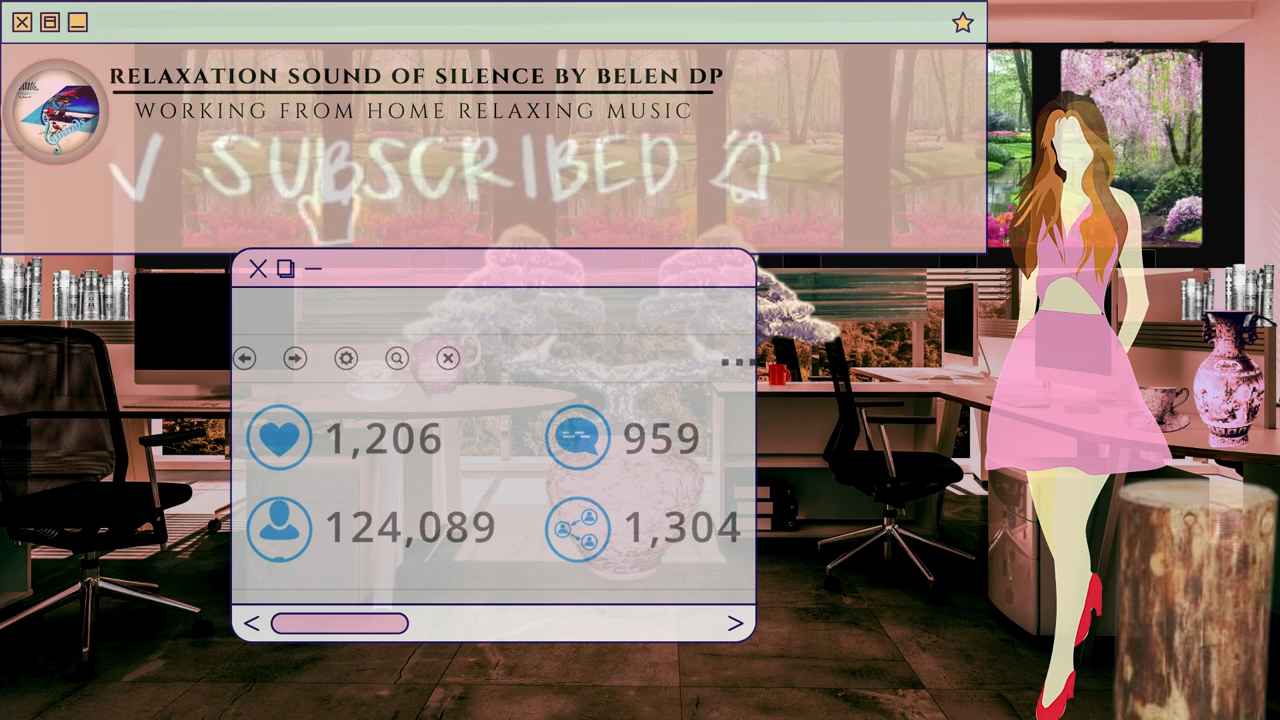 RELAXATION SOUND OF SILENCE BY BELEN DP
WORKING FROM HOME RELAXING MUSIC
√ SUBSCRIBED
1,206
959
124,089
1,304